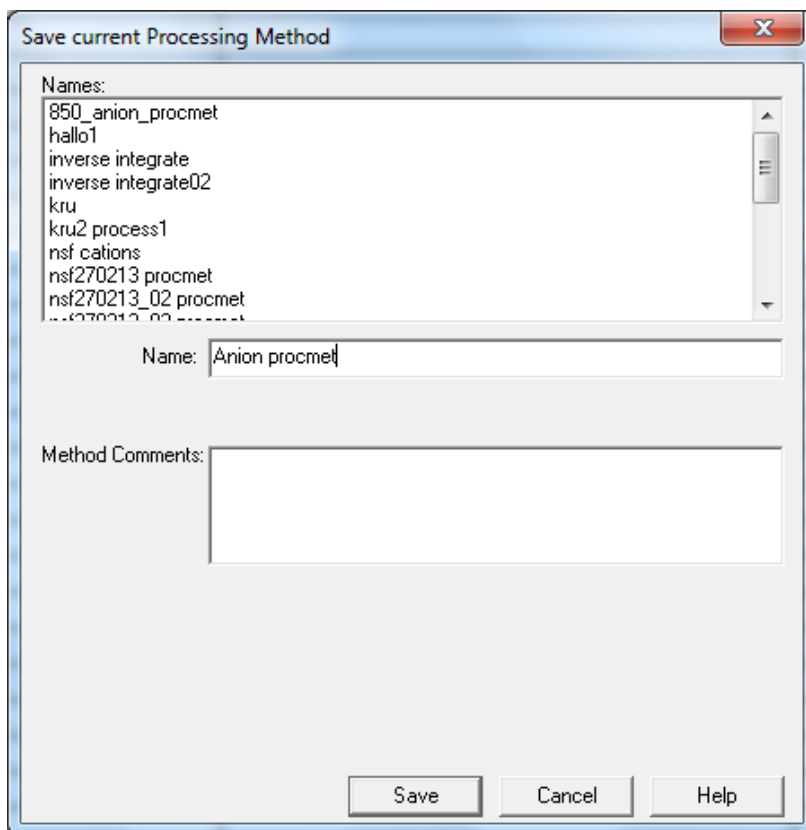 Save current Processing Method
Names:
850_anion_procmet
hallo1
inverse integrate
inverse integrate02
kru
kru2 process1
nsf cations
nsf270213 procmet
nsf270213_02 procmet
Name: Anion procmet
Method Comments:
Save Cancel Help